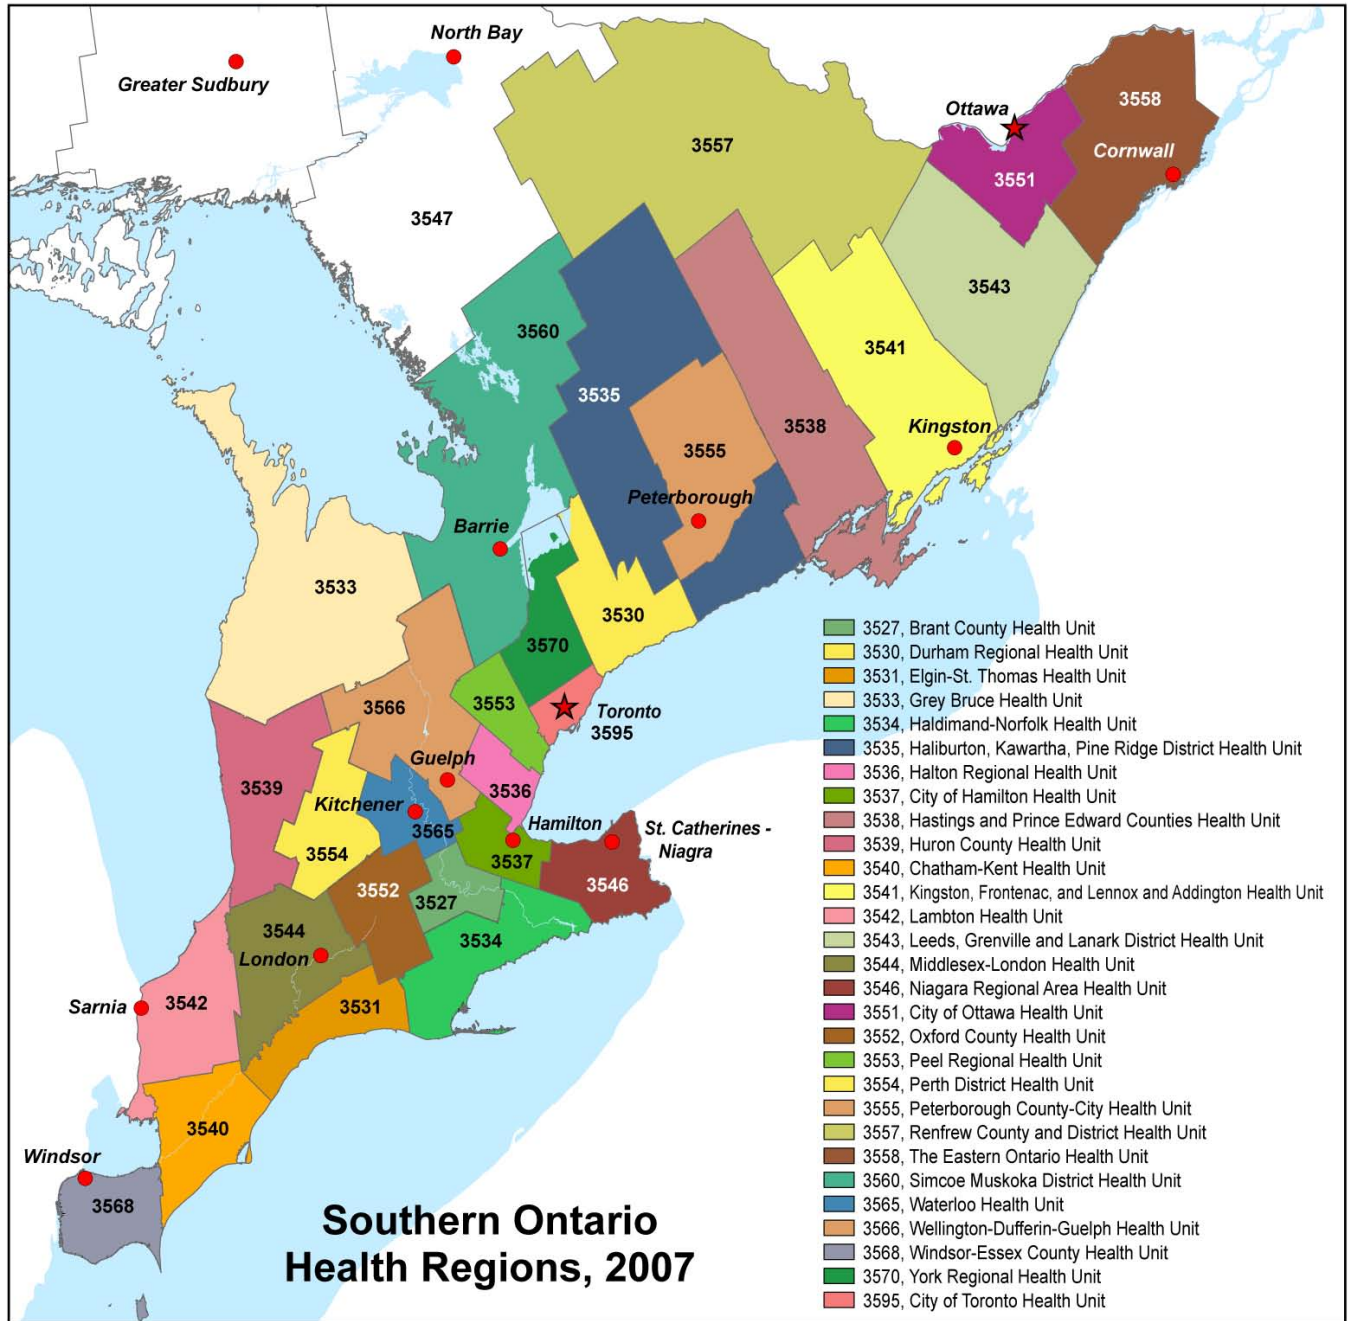 North Bay
Greater Sudbury
Ottawa
3558
Cornwall
3557
3551
3547
3543
3560
3541
3535
3538
Kingston
3555
Peterborough
Barrie
3533
3530
3570
3553
3566
Toronto
3595
Guelph
3536
3539
Kitchener
3565
Hamilton
St. Catherines -
Niagra
3554
3537
3552
3546
3527
3544
London
3534
Sarnia
3542
3531
3540
Windsor
3568
Southern Ontario
Health Regions, 2007
3527, Brant County Health Unit
3530, Durham Regional Health Unit
3531, Elgin-St. Thomas Health Unit
3533, Grey Bruce Health Unit
3534, Haldimand-Norfolk Health Unit
3535, Haliburton, Kawartha, Pine Ridge District Health Unit
3536, Halton Regional Health Unit
3537, City of Hamilton Health Unit
3538, Hastings and Prince Edward Counties Health Unit
3539, Huron County Health Unit
3540, Chatham-Kent Health Unit
3541, Kingston, Frontenac, and Lennox and Addington Health Unit
3542, Lambton Health Unit
3543, Leeds, Grenville and Lanark District Health Unit
3544, Middlesex-London Health Unit
3546, Niagara Regional Area Health Unit
3551, City of Ottawa Health Unit
3552, Oxford County Health Unit
3553, Peel Regional Health Unit
3554, Perth District Health Unit
3555, Peterborough County-City Health Unit
3557, Renfrew County and District Health Unit
3558, The Eastern Ontario Health Unit
3560, Simcoe Muskoka District Health Unit
3565, Waterloo Health Unit
3566, Wellington-Dufferin-Guelph Health Unit
3568, Windsor-Essex County Health Unit
3570, York Regional Health Unit
3595, City of Toronto Health Unit